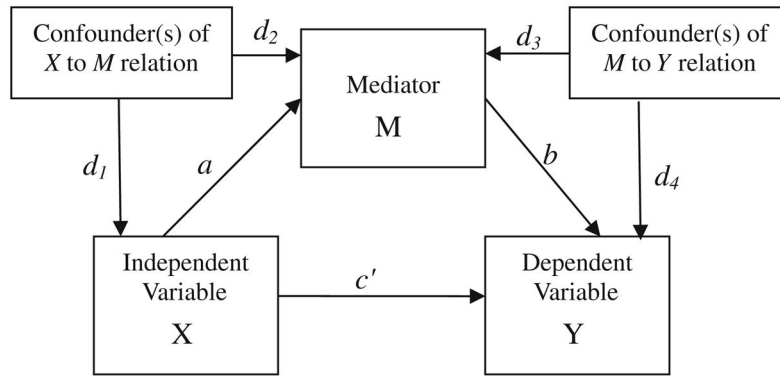 Confounder(s) of
X to M relation
d2
Mediator
M
d3
Confounder(s) of
M to Y relation
d1
a
b
d4
Independent
Variable
X
c'
Dependent
Variable
Y